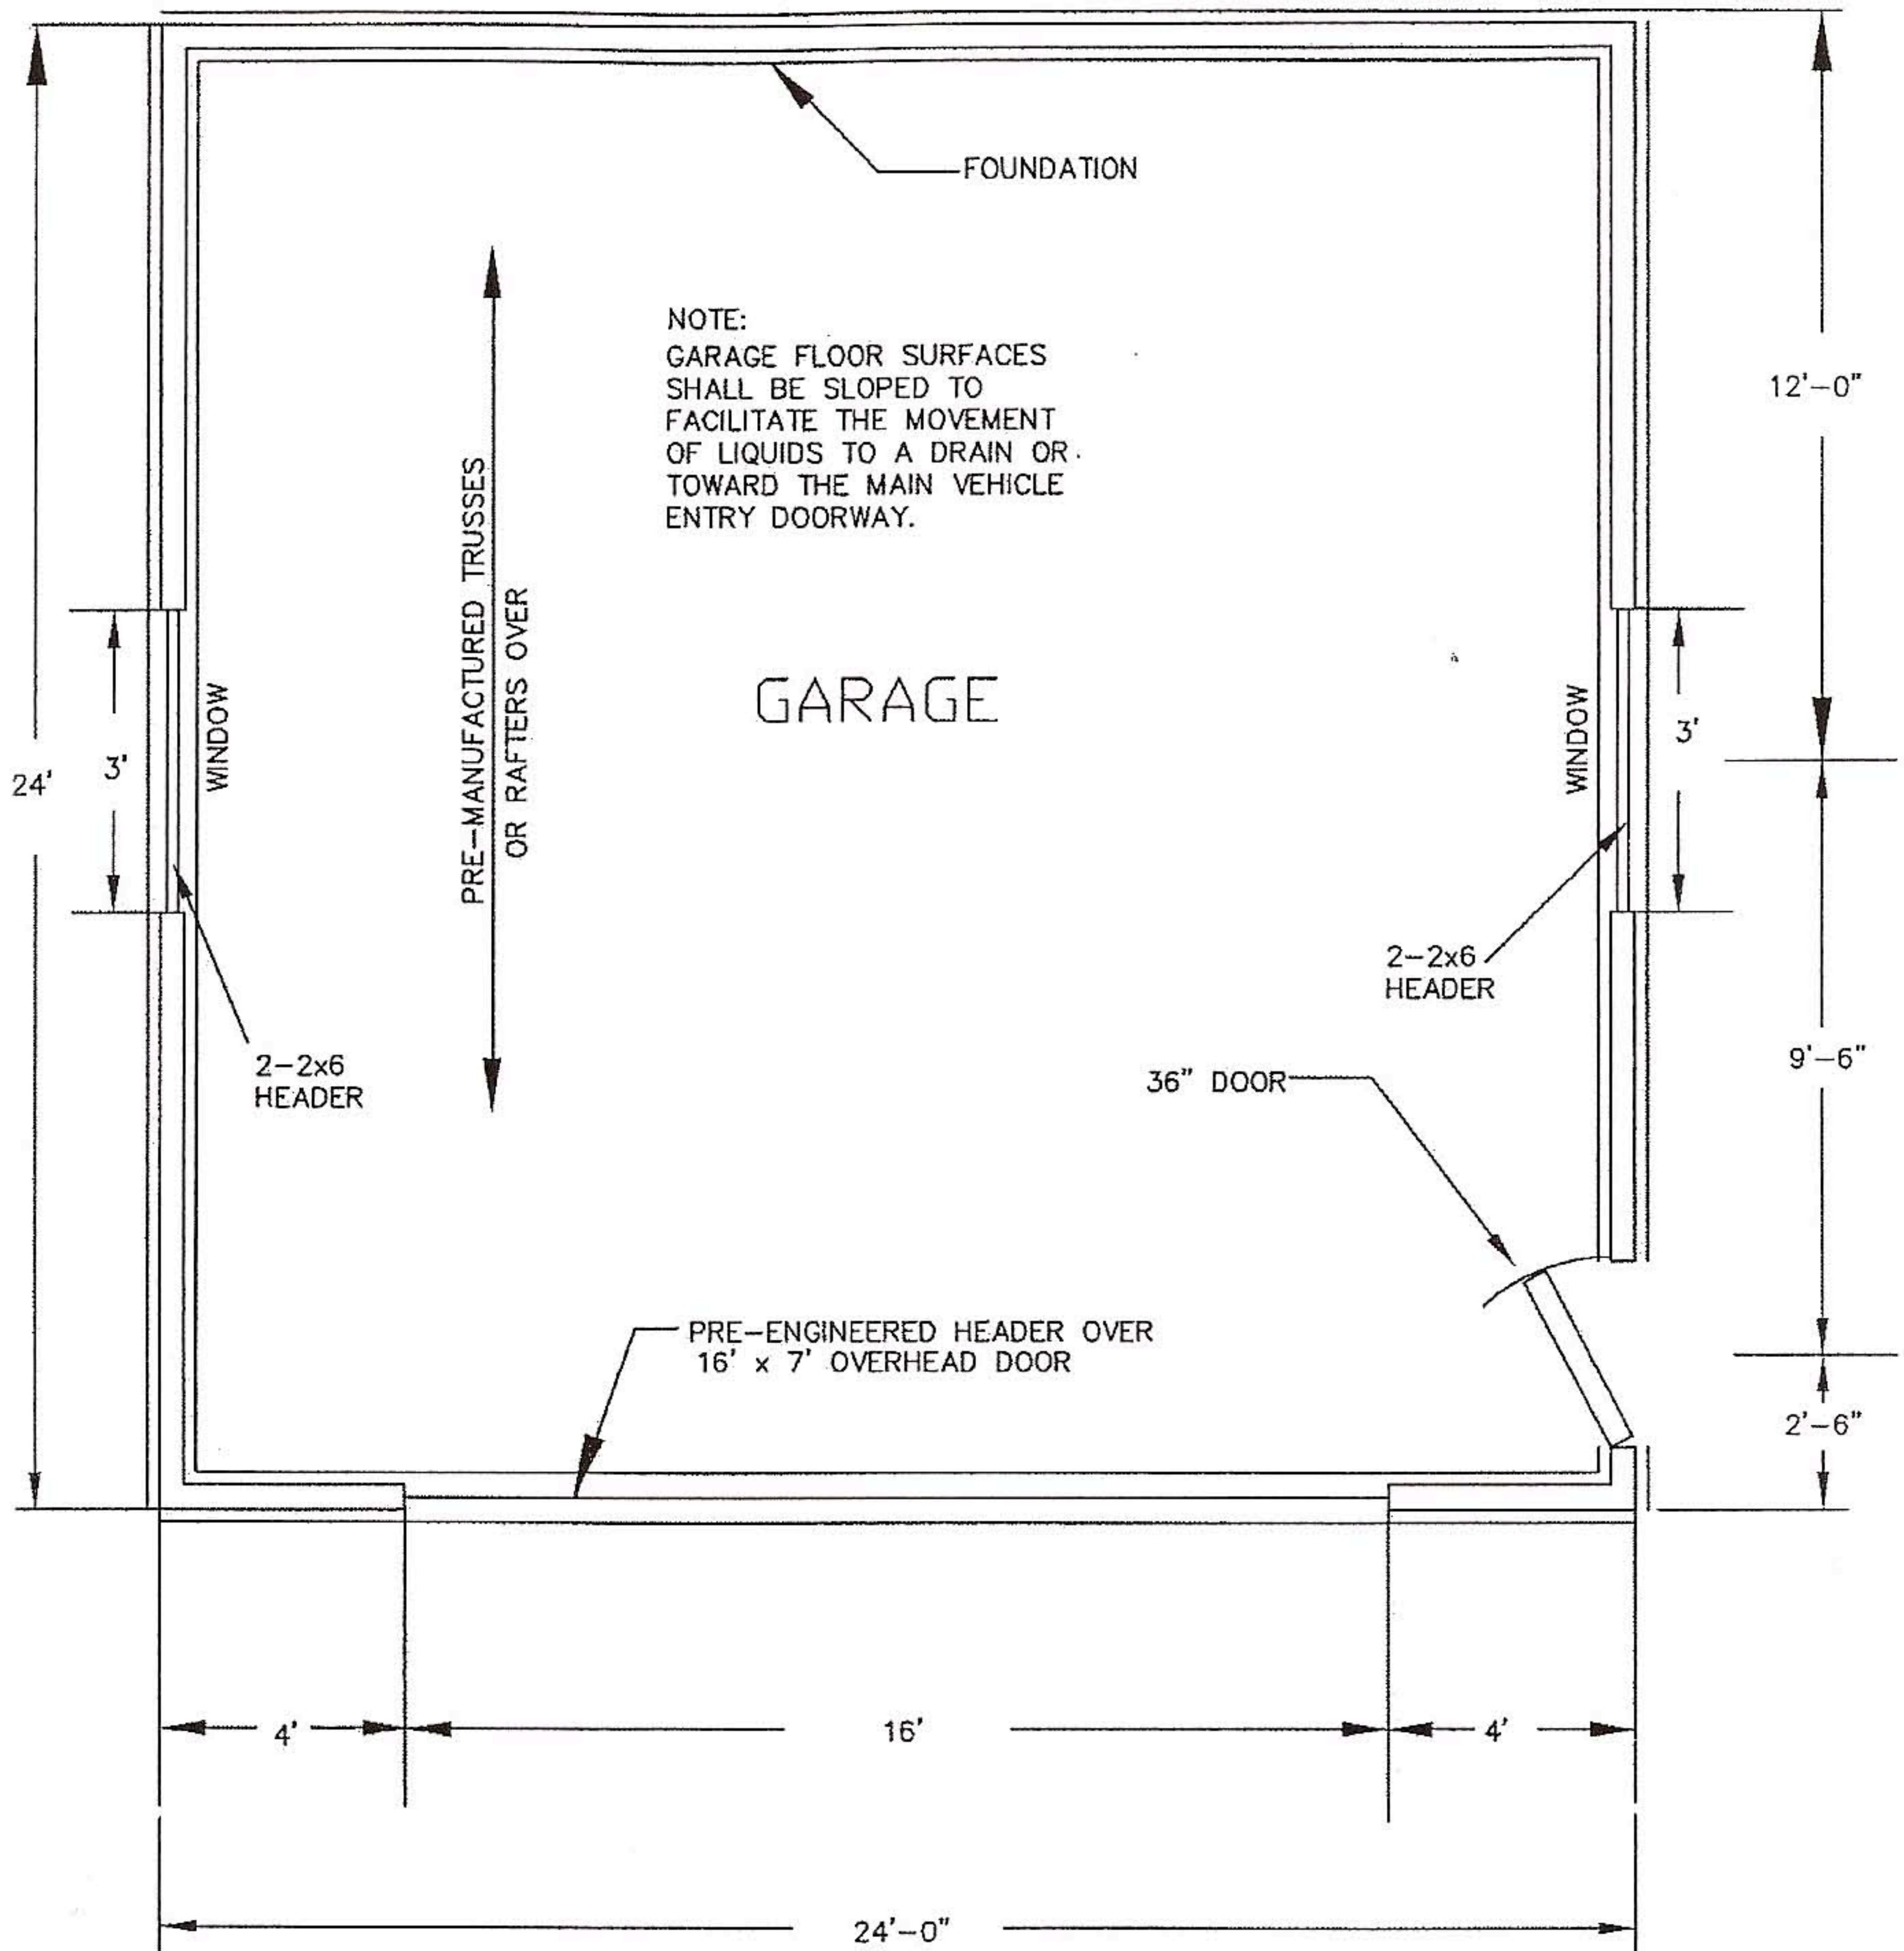 FOUNDATION
NOTE:
GARAGE FLOOR SURFACES
SHALL BE SLOPED TO
FACILITATE THE MOVEMENT
OF LIQUIDS TO A DRAIN OR
TOWARD THE MAIN VEHICLE
ENTRY DOORWAY.
12'-0"
PRE-MANUFACTURED TRUSSES
OR RAFTERS OVER
GARAGE
24'
3'
WINDOW
WINDOW
3'
2-2x6
HEADER
2-2x6
HEADER
36" DOOR
9'-6"
PRE-ENGINEERED HEADER OVER
16' x 7' OVERHEAD DOOR
2'-6"
4'
16'
4'
24'-0"